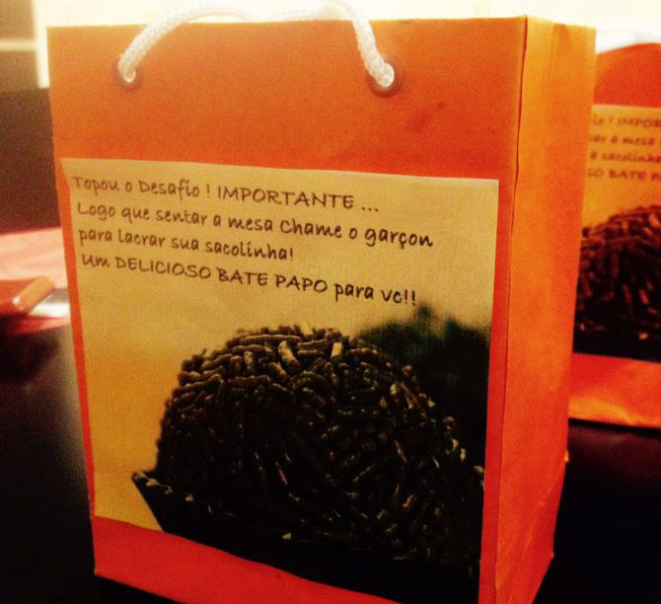 Topou o Desafio ! IMPORTANTE ...
Logo que sentar a mesa Chame o garçon
para lacrar sua sacolinha!
Um DELICIOSO BATE PAPO para vc!!